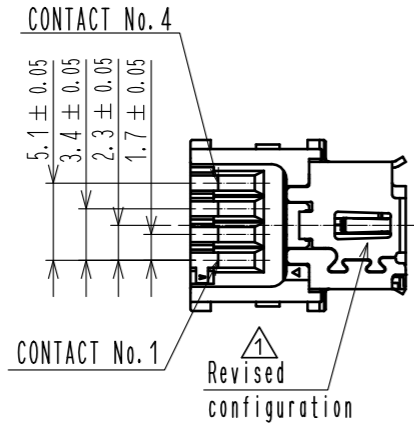 CONTACT No. 4
5.1 ± 0.05
3.4 ± 0.05
2.3 ± 0.05
1.7 ± 0.05
CONTACT No. 1
1
Revised
configuration